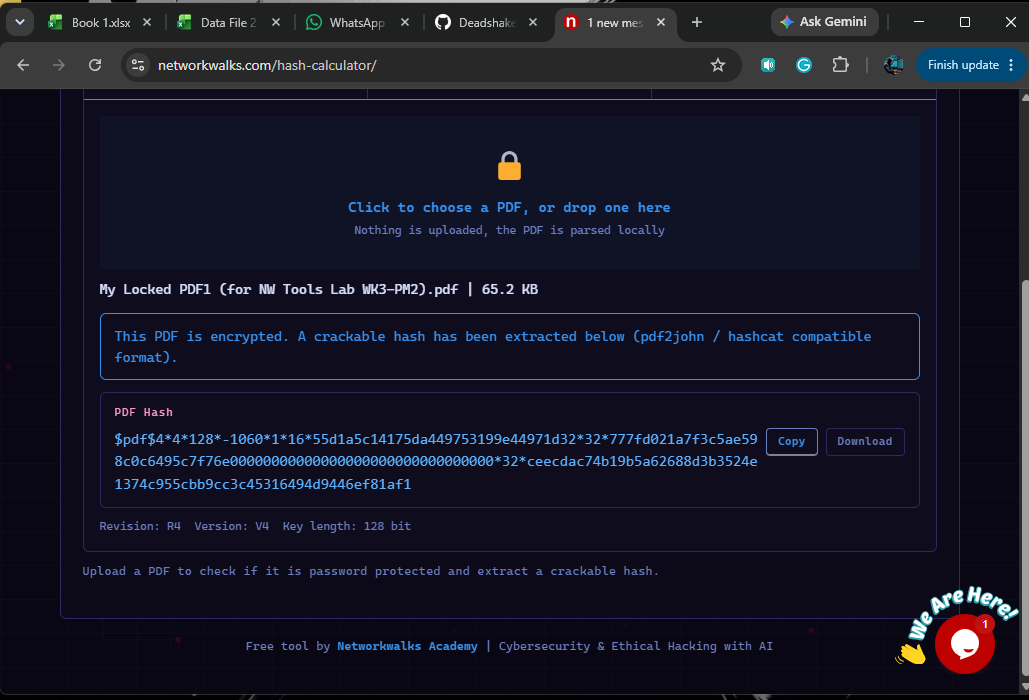 Book 1.xlsx
Data File 2
WhatsApp
Deadshake
1 new mes
Ask Gemini
networkwalks.com/hash-calculator/
Finish update
Click to choose a PDF, or drop one here
Nothing is uploaded, the PDF is parsed locally
My Locked PDF1 (for NW Tools Lab WK3-PM2).pdf | 65.2 KB
This PDF is encrypted. A crackable hash has been extracted below (pdf2john / hashcat compatible
format).
PDF Hash
$pdf$4*4*128*-1060*1*16*55d1a5c14175da449753199e44971d32*32*777fd021a7f3c5ae59
8c0c6495c7f76e00000000000000000000000000000000*32*ceecdac74b19b5a62688d3b3524e
1374c955cbb9cc3c45316494d9446ef81af1
Copy
Download
Revision: R4 Version: V4 Key length: 128 bit
Upload a PDF to check if it is password protected and extract a crackable hash.
We Are Here!
1
Free tool by Networkwalks Academy | Cybersecurity & Ethical Hacking with AI